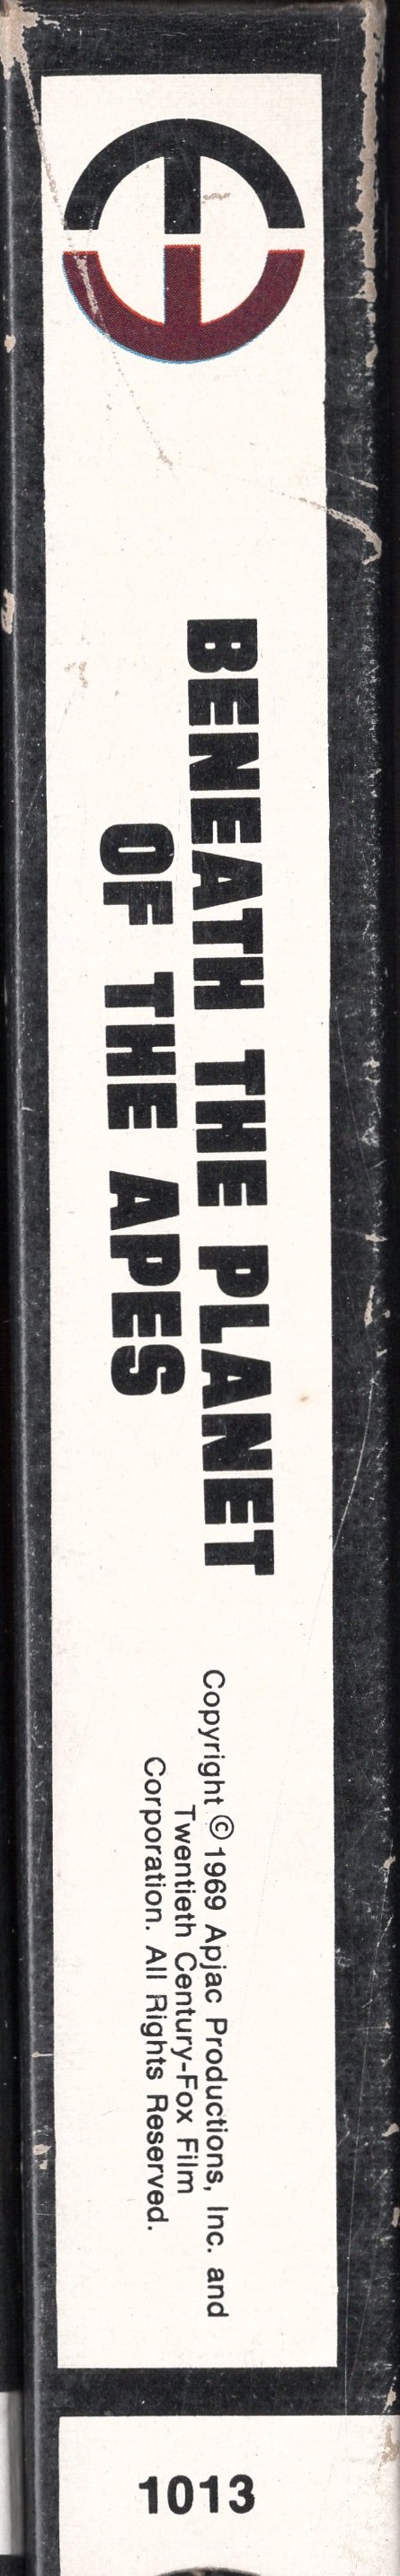 BENEATH THE PLANET
OF THE APES
Copyright © 1969 Apjac Productions, Inc. and
Twentieth Century-Fox Film
Corporation. All Rights Reserved.
1013